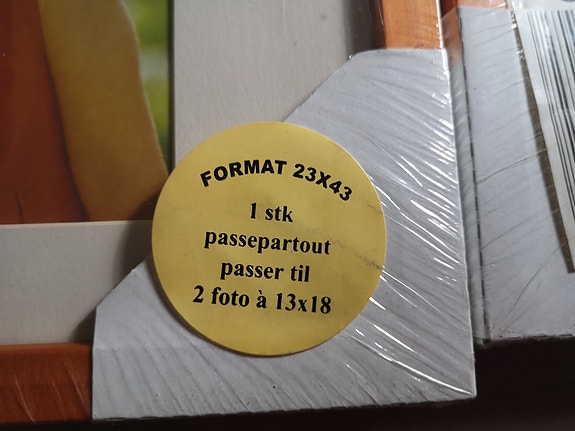 FORMAT 23X43
1 stk
passepartout
passer til
2 foto à 13x18